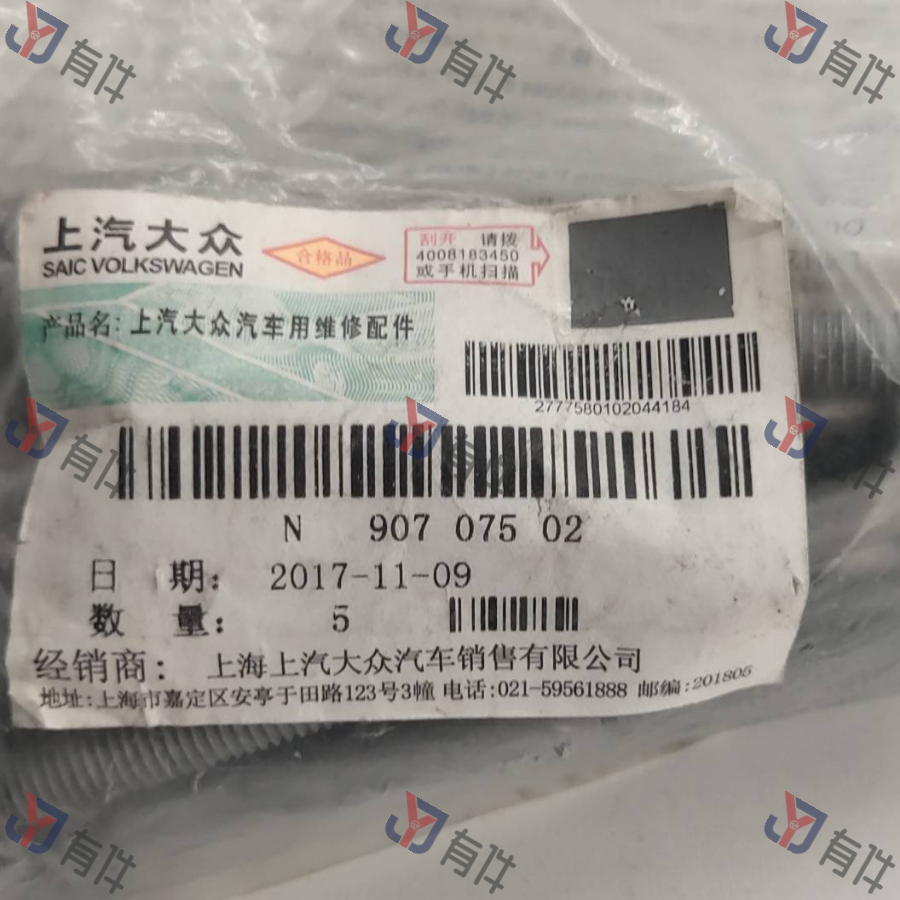 上汽大众
SAIC VOLKSWAGEN
合格品
刮开 请拨
4008183450
或手机扫描
产品名：上汽大众汽车用维修配件
2777580102044184
N 907 075 02
日 期： 2017-11-09
数 量： 5
经销商： 上海上汽大众汽车销售有限公司
地址：上海市嘉定区安亭于田路123号3幢 电话：021-59561888 邮编：201805
有件
有件
有件
有件
有件
有件
有件
有件
有件